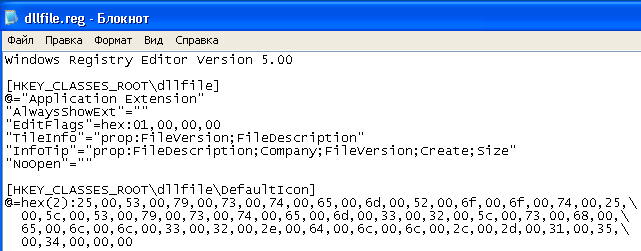 dllfile.reg - Блокнот
Файл Правка Формат Вид Справка
Windows Registry Editor Version 5.00
[HKEY_CLASSES_ROOT\dllfile]
@="Application Extension"
"AlwaysShowExt"=""
"EditFlags"=hex:01,00,00,00
"TileInfo"="prop:FileVersion;FileDescription"
"InfoTip"="prop:FileDescription;Company;FileVersion;Create;Size"
"NoOpen"=""
[HKEY_CLASSES_ROOT\dllfile\DefaultIcon]
@=hex(2):25,00,53,00,79,00,73,00,74,00,65,00,6d,00,52,00,6f,00,6f,00,74,00,25,\
00,5c,00,53,00,79,00,73,00,74,00,65,00,6d,00,33,00,32,00,5c,00,73,00,68,00,\
65,00,6c,00,6c,00,33,00,32,00,2e,00,64,00,6c,00,6c,00,2c,00,2d,00,31,00,35,\
00,34,00,00,00